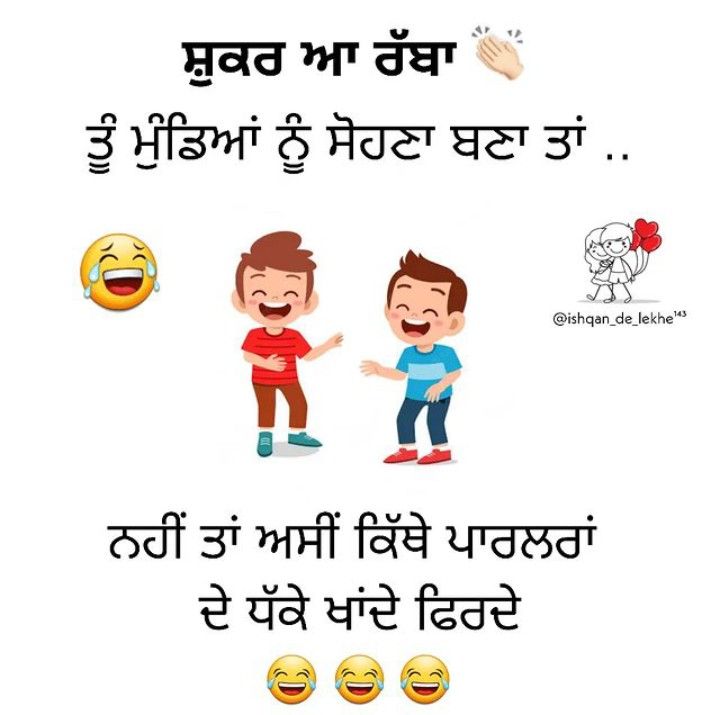 ਸ਼ੁਕਰ ਆ ਰੱਬਾ 👏🏻
ਤੂੰ ਮੁੰਡਿਆਂ ਨੂੰ ਸੋਹਣਾ ਬਣਾ ਤਾਂ ..
@ishqan_de_lekhe¹⁴³
ਨਹੀਂ ਤਾਂ ਅਸੀਂ ਕਿੱਥੇ ਪਾਰਲਰਾਂ
ਦੇ ਧੱਕੇ ਖਾਂਦੇ ਫਿਰਦੇ
😂😂😂